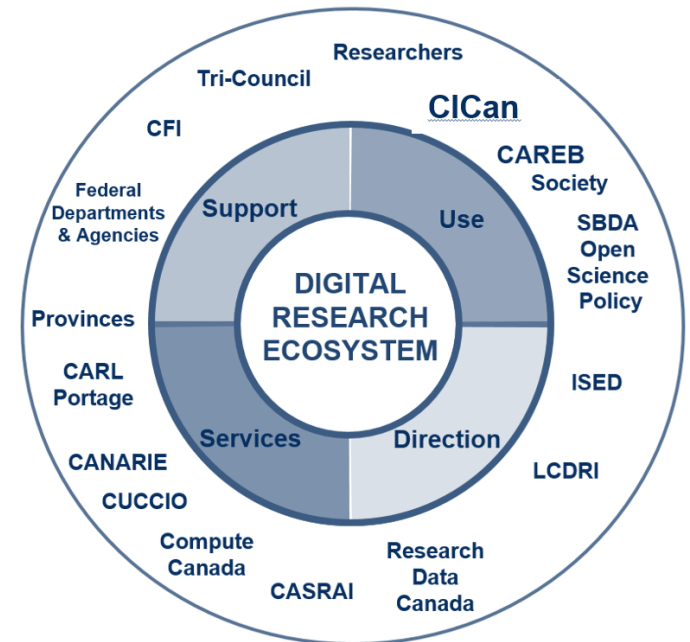 Researchers
Tri-Council
CICan
CFI
CAREB
Society
Federal
Departments
& Agencies
Support
Use
SBDA
Open
Science
Policy
DIGITAL
RESEARCH
ECOSYSTEM
Provinces
CARL
Portage
ISED
Services
Direction
CANARIE
LCDRI
CUCCIO
Compute
Canada
Research
Data
Canada
CASRAI